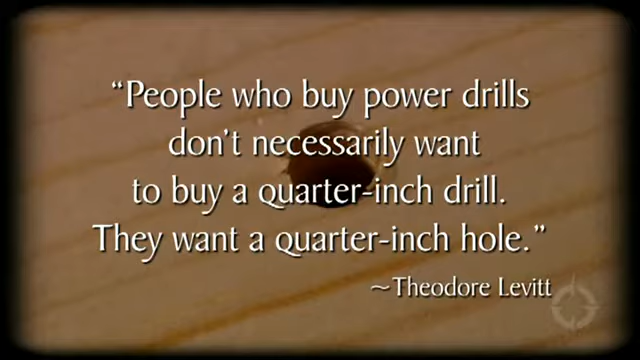 “People who buy power drills
don’t necessarily want
to buy a quarter-inch drill.
They want a quarter-inch hole.”
~Theodore Levitt